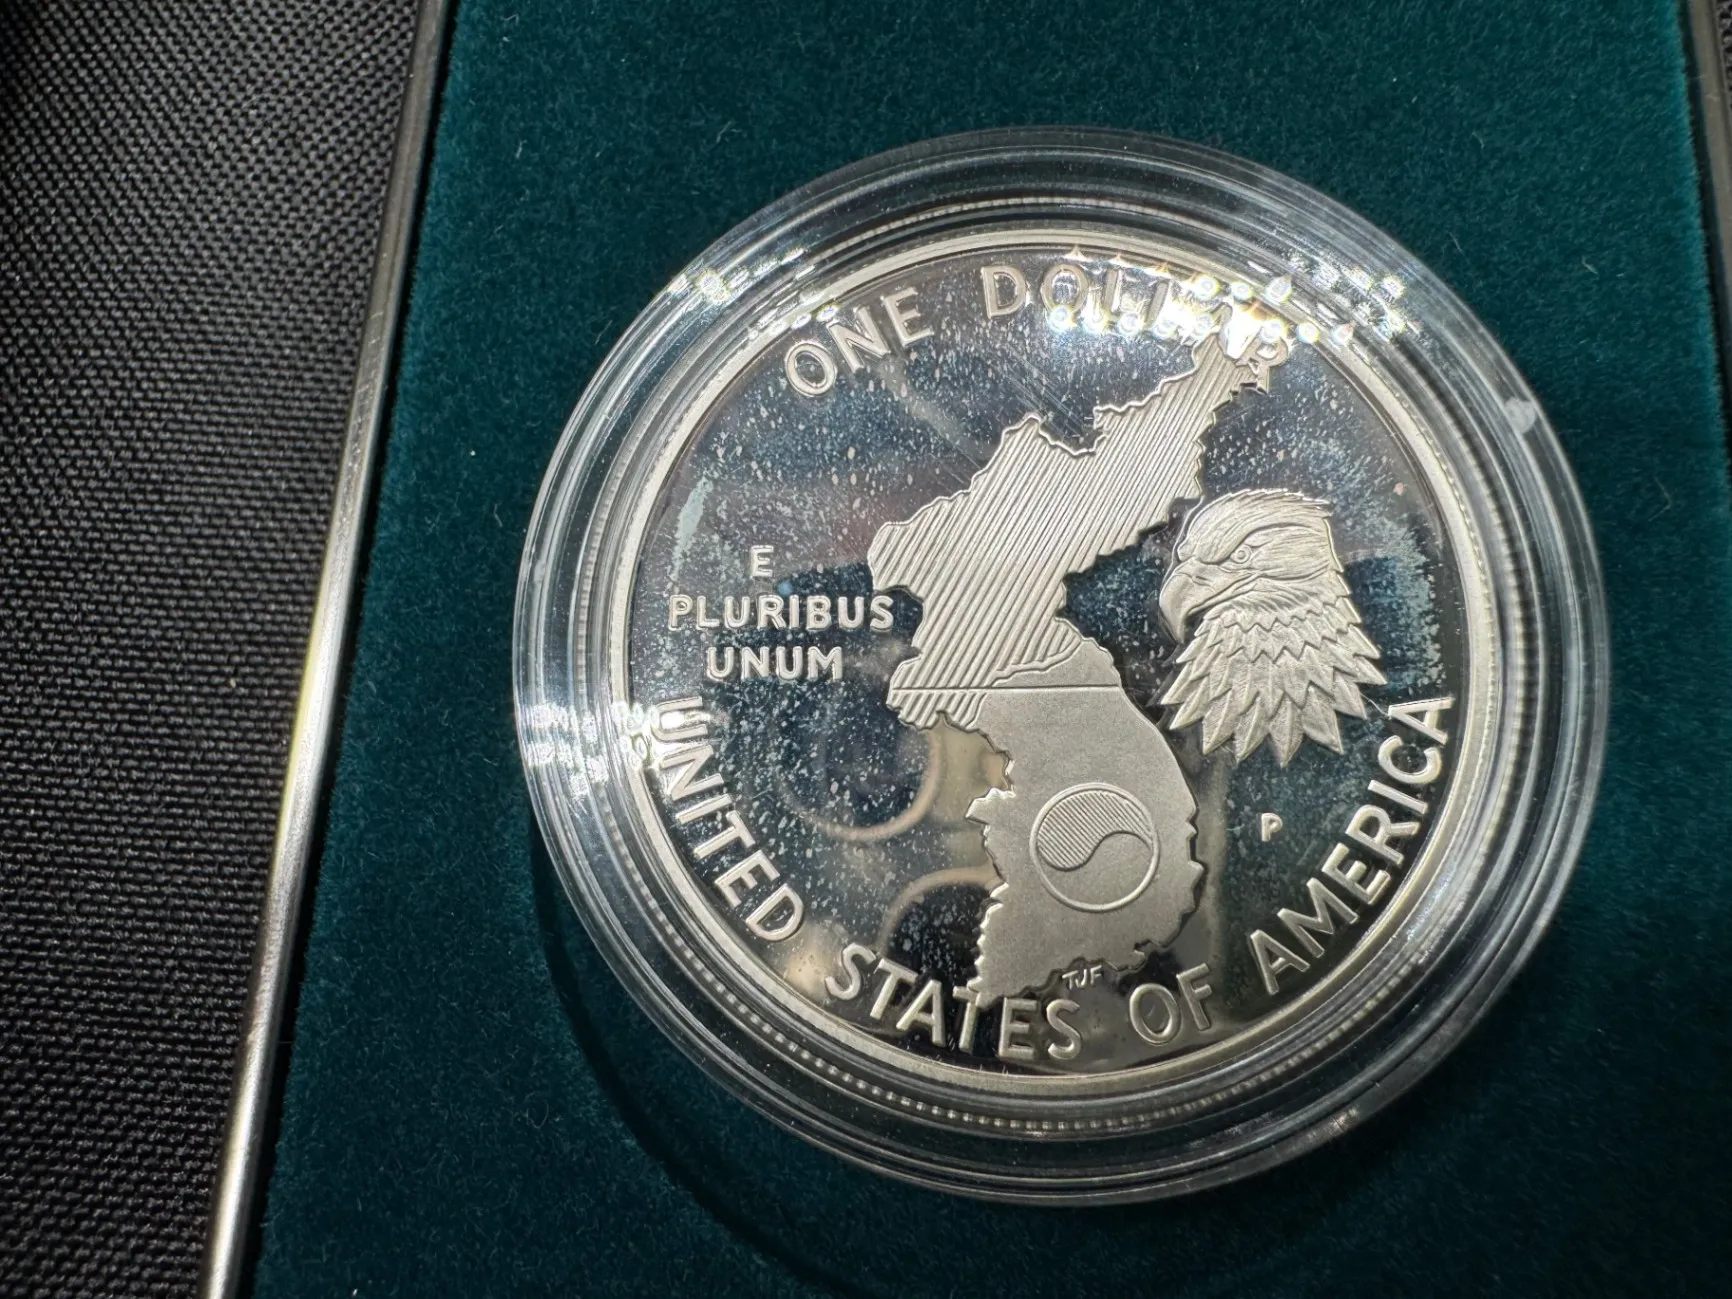 ONE DOLLAR
E
PLURIBUS
UNUM
P
TJF
UNITED STATES OF AMERICA